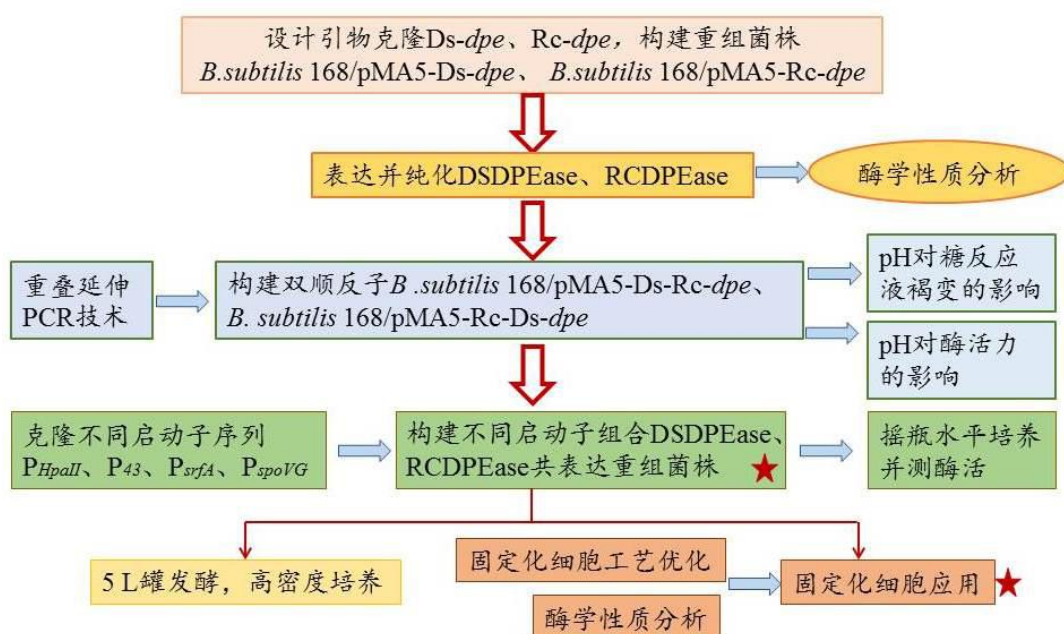 设计引物克隆Ds-dpe、Rc-dpe，构建重组菌株
B.subtilis 168/pMA5-Ds-dpe、 B.subtilis 168/pMA5-Rc-dpe
表达并纯化DSDPEase、RCDPEase
酶学性质分析
重叠延伸
PCR技术
构建双顺反子B .subtilis 168/pMA5-Ds-Rc-dpe、
B. subtilis 168/pMA5-Rc-Ds-dpe
pH对糖反应
液褐变的影响
pH对酶活力
的影响
克隆不同启动子序列
PHpaII、P43、PsrfA、PspoVG
构建不同启动子组合DSDPEase、
RCDPEase共表达重组菌株
摇瓶水平培养
并测酶活
5 L罐发酵，高密度培养
固定化细胞工艺优化
酶学性质分析
固定化细胞应用